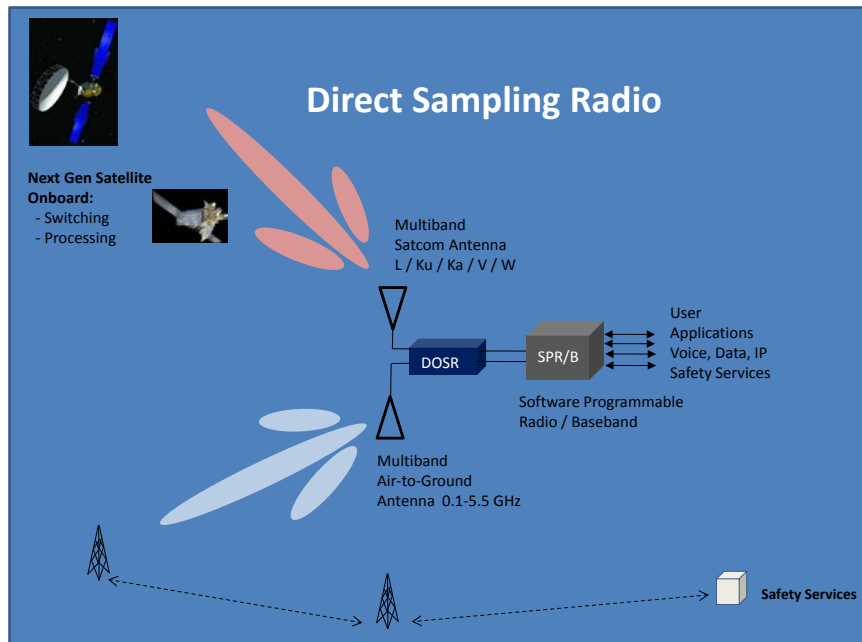 Direct Sampling Radio
Next Gen Satellite
Onboard:
- Switching
- Processing
Multiband
Satcom Antenna
L / Ku / Ka / V / W
DOSR
SPR/B
User
Applications
Voice, Data, IP
Safety Services
Software Programmable
Radio / Baseband
Multiband
Air-to-Ground
Antenna 0.1-5.5 GHz
Safety Services